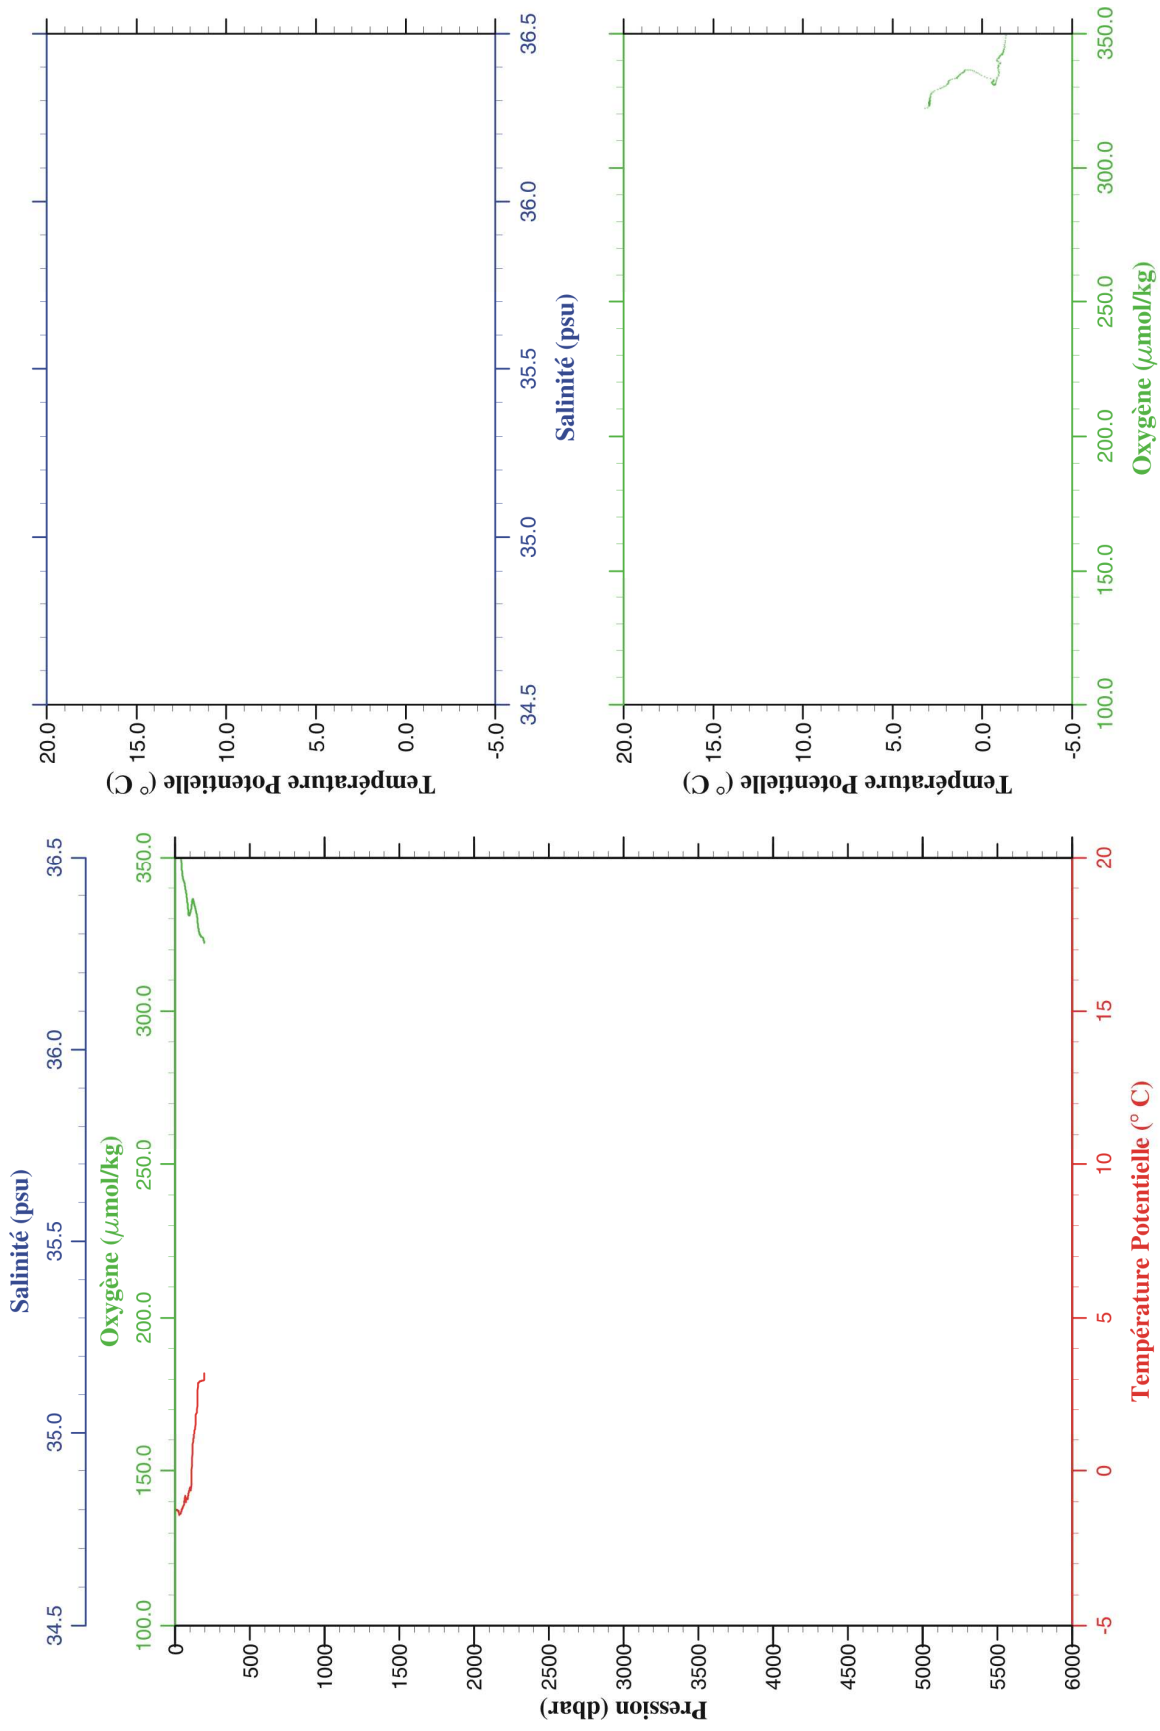 Salinité (psu)
34.5 35.0 35.5 36.0 36.5
Oxygène (μmol/kg)
100.0 150.0 200.0 250.0 300.0 350.0
Pression (dbar)
0
500
1000
1500
2000
2500
3000
3500
4000
4500
5000
5500
6000
-5 0 5 10 15 20
Température Potentielle (° C)
Température Potentielle (° C)
20.0
15.0
10.0
5.0
0.0
-5.0
34.5 35.0 35.5 36.0 36.5
Salinité (psu)
Température Potentielle (° C)
20.0
15.0
10.0
5.0
0.0
-5.0
100.0 150.0 200.0 250.0 300.0 350.0
Oxygène (μmol/kg)